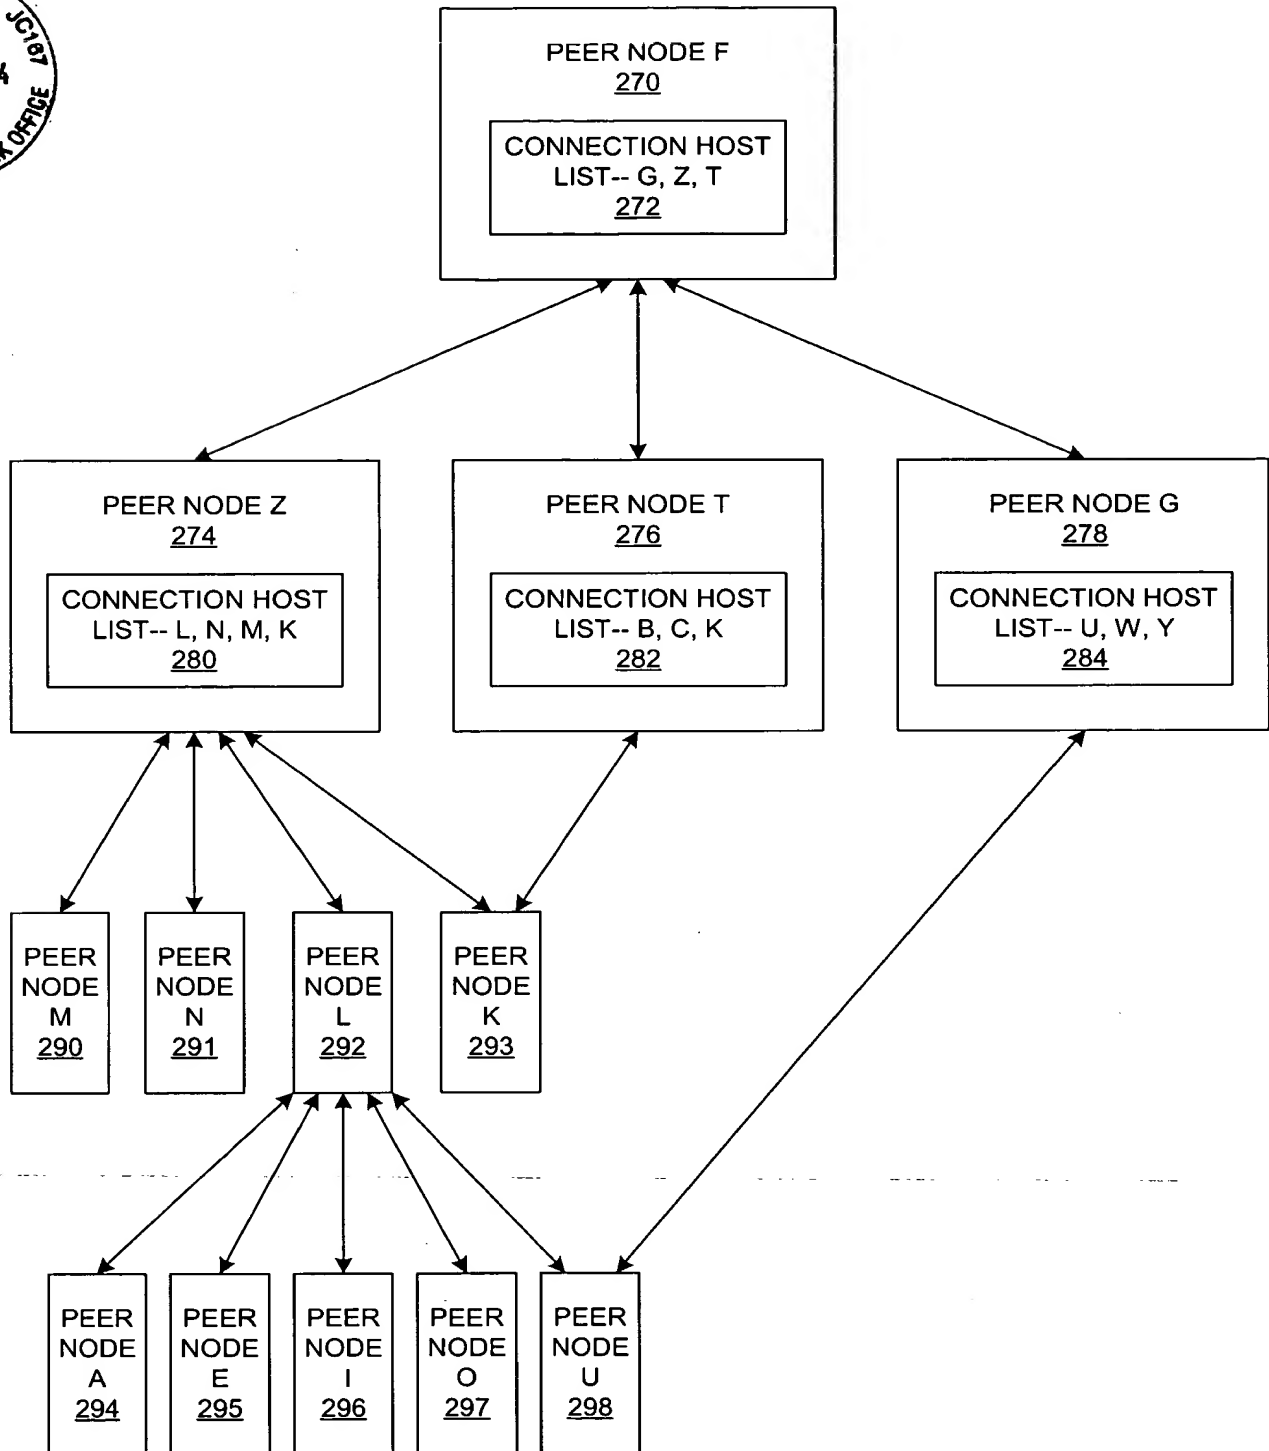 JC167
OFFICE
PEER NODE F
270
CONNECTION HOST
LIST-- G, Z, T
272
PEER NODE Z
274
CONNECTION HOST
LIST-- L, N, M, K
280
PEER NODE T
276
CONNECTION HOST
LIST-- B, C, K
282
PEER NODE G
278
CONNECTION HOST
LIST-- U, W, Y
284
PEER
NODE
M
290
PEER
NODE
N
291
PEER
NODE
L
292
PEER
NODE
K
293
PEER
NODE
A
294
PEER
NODE
E
295
PEER
NODE
I
296
PEER
NODE
O
297
PEER
NODE
U
298